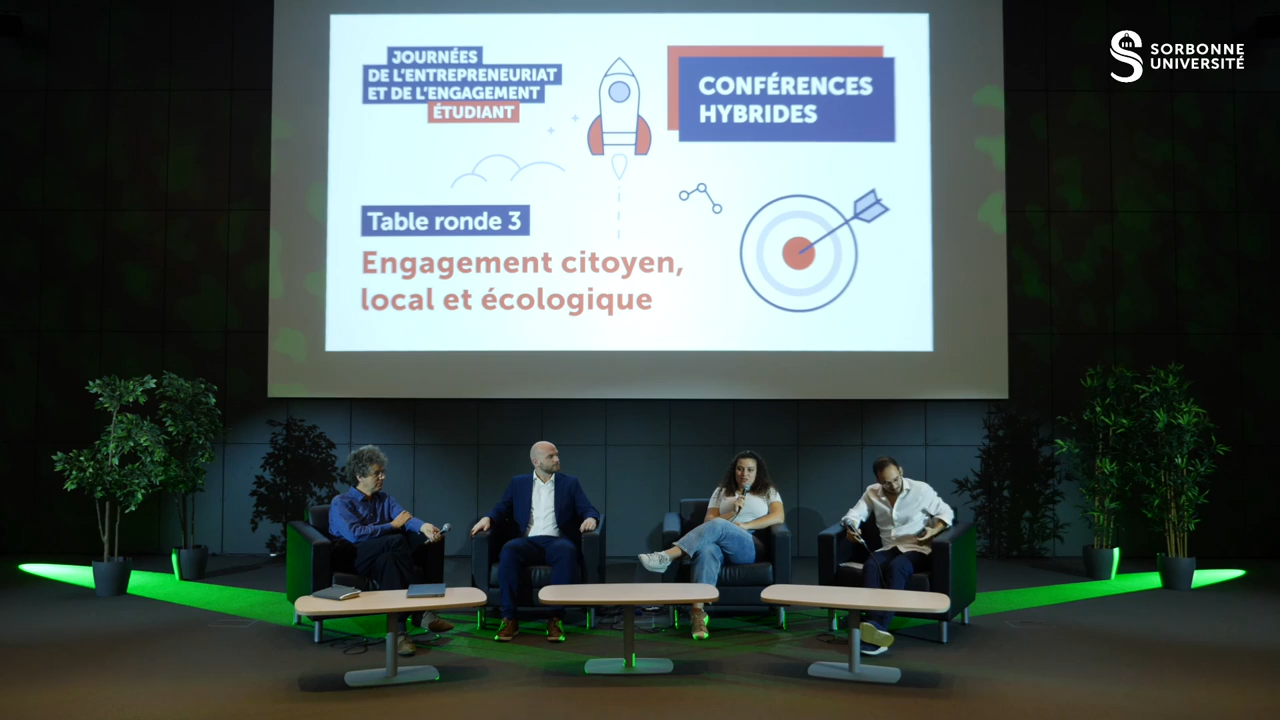 JOURNÉES
DE L'ENTREPRENEURIAT
ET DE L'ENGAGEMENT
ÉTUDIANT
CONFÉRENCES
HYBRIDES
Table ronde 3
Engagement citoyen,
local et écologique
SORBONNE
UNIVERSITÉ